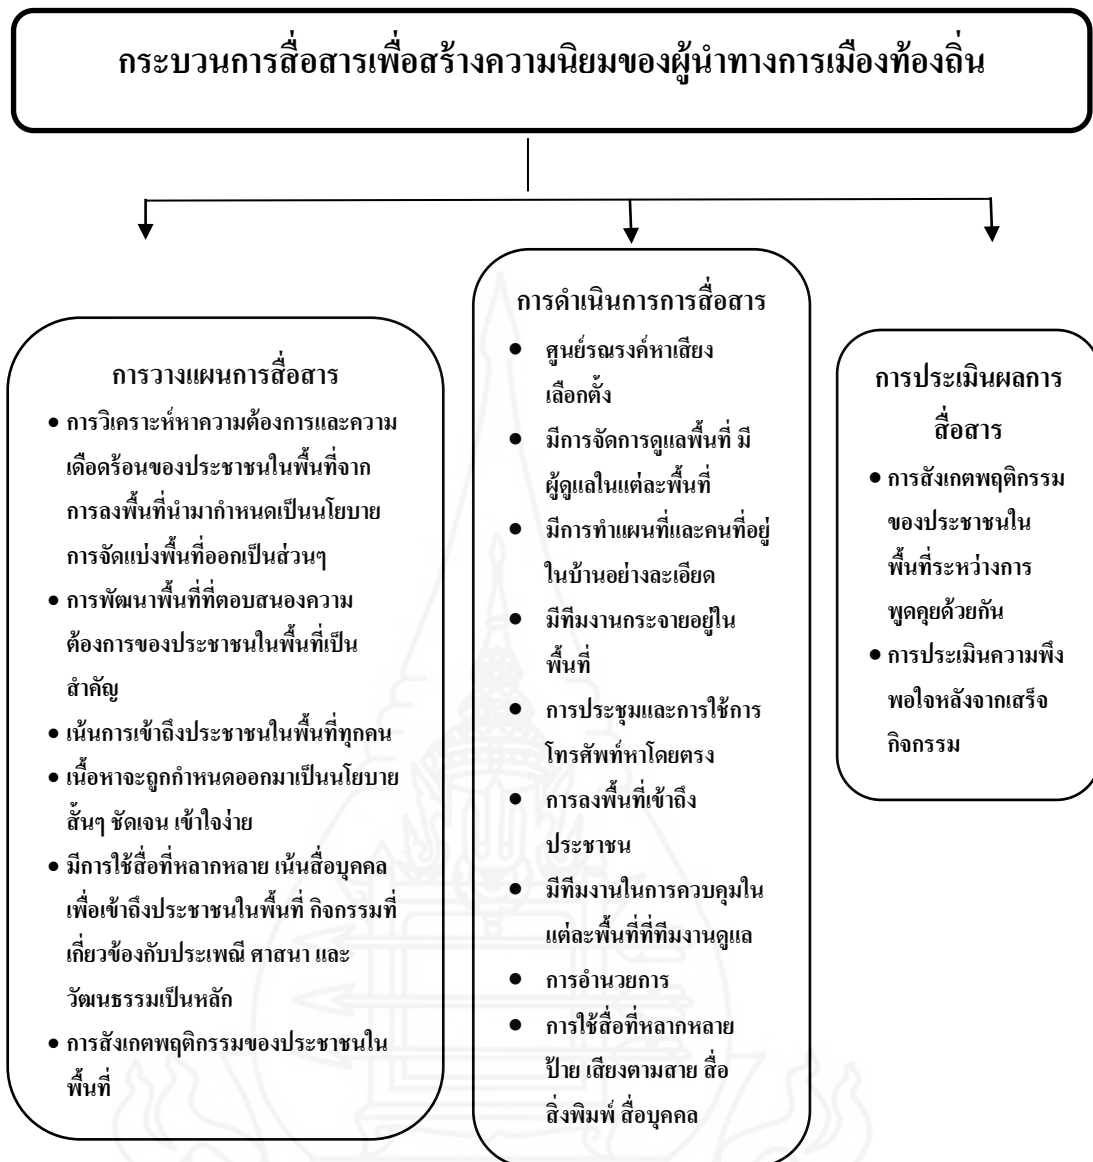 กระบวนการสื่อสารเพื่อสร้างความนิยมของผู้นำทางการเมืองท้องถิ่น
การวางแผนการสื่อสาร
• การวิเคราะห์หาความต้องการและความ
เดือดร้อนของประชาชนในพื้นที่จาก
การลงพื้นที่นำมากำหนดเป็นนโยบาย
การจัดแบ่งพื้นที่ออกเป็นส่วนๆ
• การพัฒนาพื้นที่ที่ตอบสนองความ
ต้องการของประชาชนในพื้นที่เป็น
สำคัญ
• เน้นการเข้าถึงประชาชนในพื้นที่ทุกคน
• เนื้อหาจะถูกกำหนดออกมาเป็นนโยบาย
สั้นๆ ชัดเจน เข้าใจง่าย
• มีการใช้สื่อที่หลากหลาย เน้นสื่อบุคคล
เพื่อเข้าถึงประชาชนในพื้นที่ กิจกรรมที่
เกี่ยวข้องกับประเพณี ศาสนา และ
วัฒนธรรมเป็นหลัก
• การสังเกตพฤติกรรมของประชาชนใน
พื้นที่
การดำเนินการการสื่อสาร
• ศูนย์รณรงค์หาเสียง
เลือกตั้ง
• มีการจัดการดูแลพื้นที่ มี
ผู้ดูแลในแต่ละพื้นที่
• มีการทำแผนที่และคนที่อยู่
ในบ้านอย่างละเอียด
• มีทีมงานกระจายอยู่ใน
พื้นที่
• การประชุมและการใช้การ
โทรศัพท์หาโดยตรง
• การลงพื้นที่เข้าถึง
ประชาชน
• มีทีมงานในการควบคุมใน
แต่ละพื้นที่ที่ทีมงานดูแล
• การอำนวยการ
• การใช้สื่อที่หลากหลาย
ป้าย เสียงตามสาย สื่อ
สิ่งพิมพ์ สื่อบุคคล
การประเมินผลการ
สื่อสาร
• การสังเกตพฤติกรรม
ของประชาชนใน
พื้นที่ระหว่างการ
พูดคุยด้วยกัน
• การประเมินความพึง
พอใจหลังจากเสร็จ
กิจกรรม